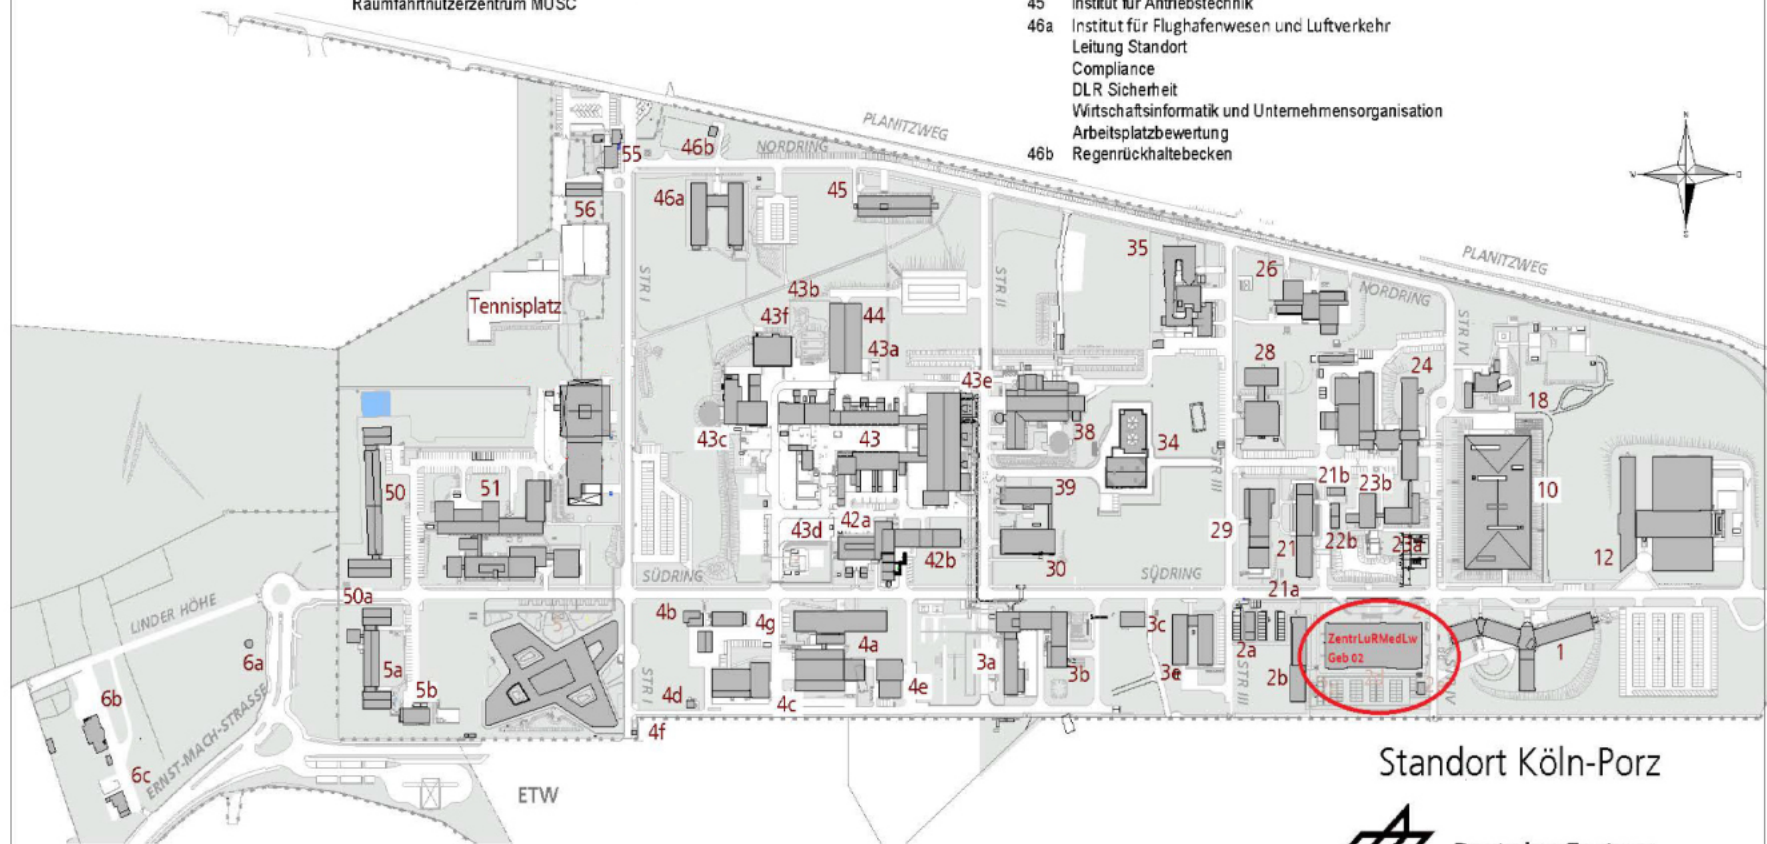 Raumfahrtnutzerzentrum MUSC
45 Institut für Antriebstechnik
46a Institut für Flughafenwesen und Luftverkehr
Leitung Standort
Compliance
DLR Sicherheit
Wirtschaftsinformatik und Unternehmensorganisation
Arbeitsplatzbewertung
46b Regenrückhaltebecken
PLANITZWEG
NORDRING
55
46b
46a
45
56
N
W
O
S
PLANITZWEG
35
26
NORDRING
STR I
STR II
STR IV
Tennisplatz
43b
43f
44
43a
28
24
18
43e
43c
43
38
34
STR III
50
51
39
21b
23b
10
43d
42a
42b
29
21
22b
23a
12
30
SÜDRING
SÜDRING
21a
50a
LINDER HÖHE
4b
4g
4a
3c
2a
5
ZentrLuRMedLw
Geb 02
1
6a
5a
5b
STR I
4d
4c
4e
3a
3b
3e
STR III
2b
STR IV
6b
4f
6c
ERNST-MACH-STRASSE
ETW
Standort Köln-Porz